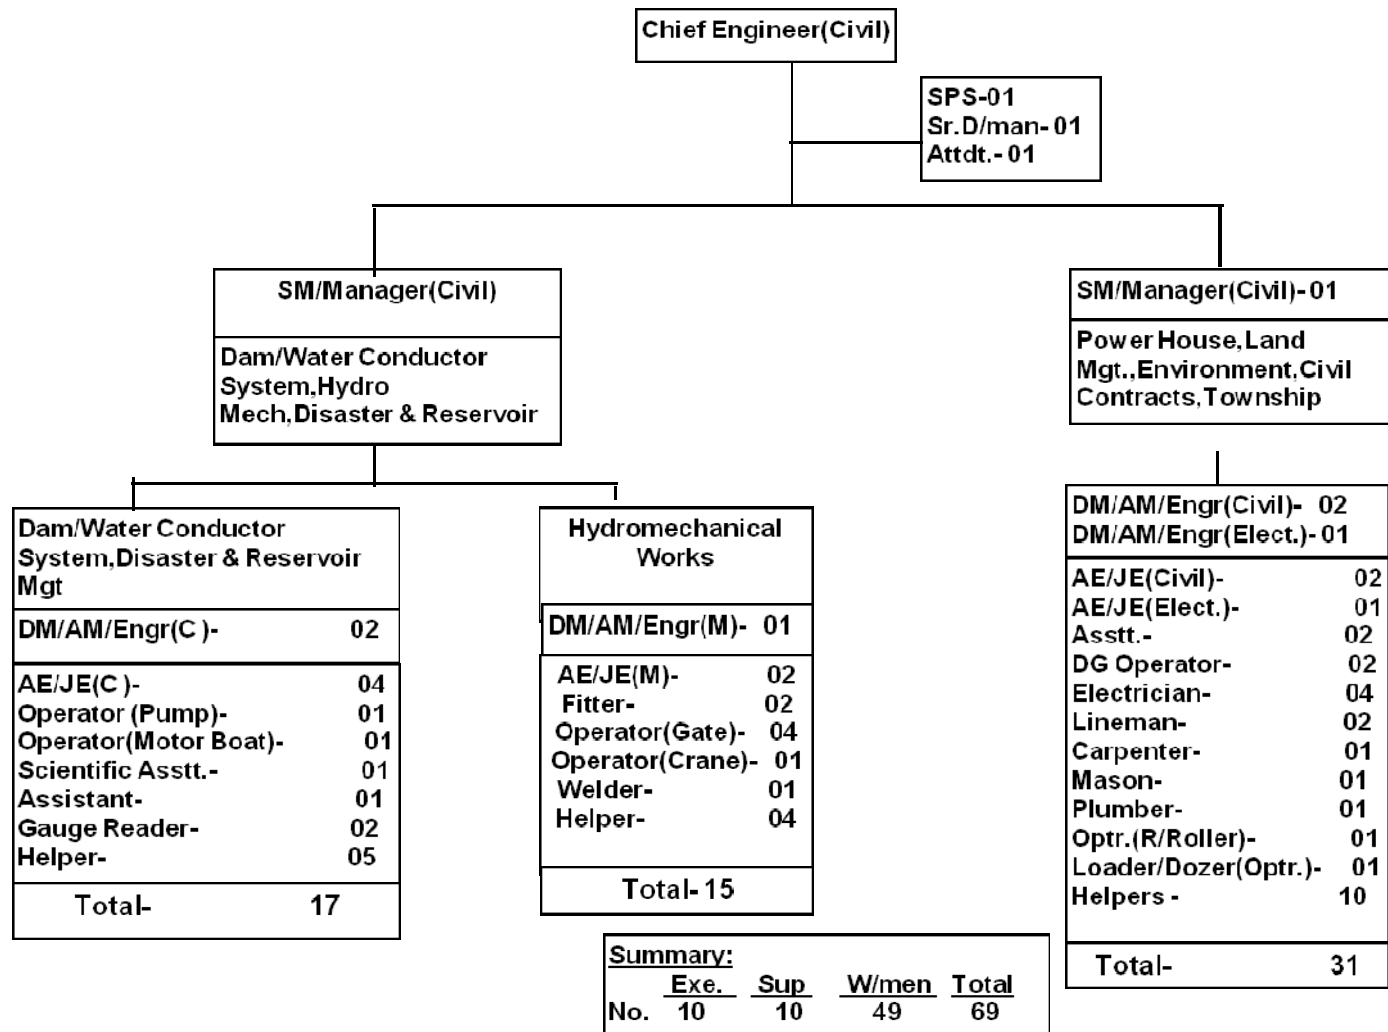 Chief Engineer(Civil)
SPS-01
Sr.D/man- 01
Attdt.- 01
SM/Manager(Civil)
Dam/Water Conductor
System,Hydro
Mech,Disaster & Reservoir
SM/Manager(Civil)- 01
Power House,Land
Mgt.,Environment,Civil
Contracts,Township
Dam/Water Conductor
System,Disaster & Reservoir
Mgt
DM/AM/Engr(C )- 02
AE/JE(C )- 04
Operator (Pump)- 01
Operator(Motor Boat)- 01
Scientific Asstt.- 01
Assistant- 01
Gauge Reader- 02
Helper- 05
Total- 17
Hydromechanical
Works
DM/AM/Engr(M)- 01
AE/JE(M)- 02
Fitter- 02
Operator(Gate)- 04
Operator(Crane)- 01
Welder- 01
Helper- 04
Total- 15
DM/AM/Engr(Civil)- 02
DM/AM/Engr(Elect.)- 01
AE/JE(Civil)- 02
AE/JE(Elect.)- 01
Asstt.- 02
DG Operator- 02
Electrician- 04
Lineman- 02
Carpenter- 01
Mason- 01
Plumber- 01
Optr.(R/Roller)- 01
Loader/Dozer(Optr.)- 01
Helpers - 10
Total- 31
Summary:
Exe. Sup W/men Total
No. 10 10 49 69